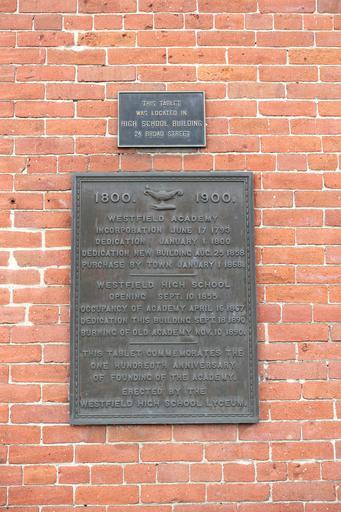 THIS TABLET
WAS LOCATED IN
HIGH SCHOOL BUILDING
24 BROAD STREET
1800. 1900.
WESTFIELD ACADEMY
INCORPORATION JUNE 17 1793
DEDICATION JANUARY 1 1800
DEDICATION NEW BUILDING AUG. 25 1858
PURCHASE BY TOWN JANUARY 1 1868.
WESTFIELD HIGH SCHOOL
OPENING SEPT. 10 1855
OCCUPANCY OF ACADEMY APRIL 16 1867
DEDICATION THIS BUILDING SEPT. 18 1890
BURNING OF OLD ACADEMY NOV. 10 1890.
THIS TABLET COMMEMORATES THE
ONE HUNDREDTH ANNIVERSARY
OF FOUNDING OF THE ACADEMY.
ERECTED BY THE
WESTFIELD HIGH SCHOOL LYCEUM.